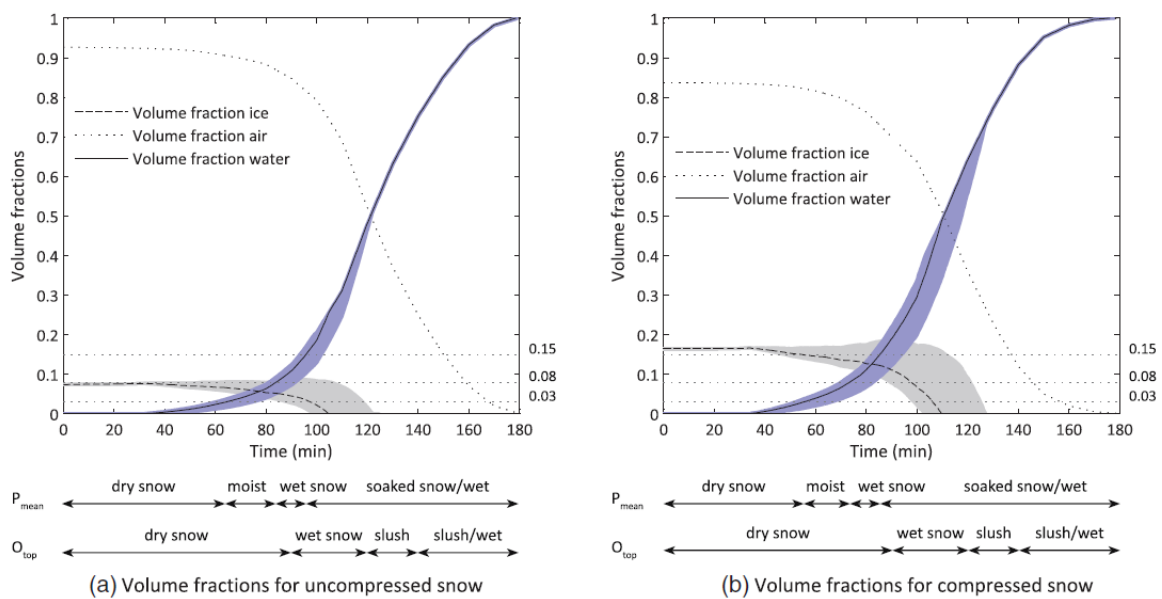 1
0.9
0.8
0.7
0.6
0.5
0.4
0.3
0.2
0.1
0
Volume fractions
Volume fraction ice
Volume fraction air
Volume fraction water
0.15
0.08
0.03
0 20 40 60 80 100 120 140 160 180
Time (min)
P mean
dry snow moist wet snow soaked snow/wet
O top
dry snow wet snow slush slush/wet
(a) Volume fractions for uncompressed snow
1
0.9
0.8
0.7
0.6
0.5
0.4
0.3
0.2
0.1
0
Volume fractions
Volume fraction ice
Volume fraction air
Volume fraction water
0.15
0.08
0.03
0 20 40 60 80 100 120 140 160 180
Time (min)
P mean
dry snow moist wet snow soaked snow/wet
O top
dry snow wet snow slush slush/wet
(b) Volume fractions for compressed snow